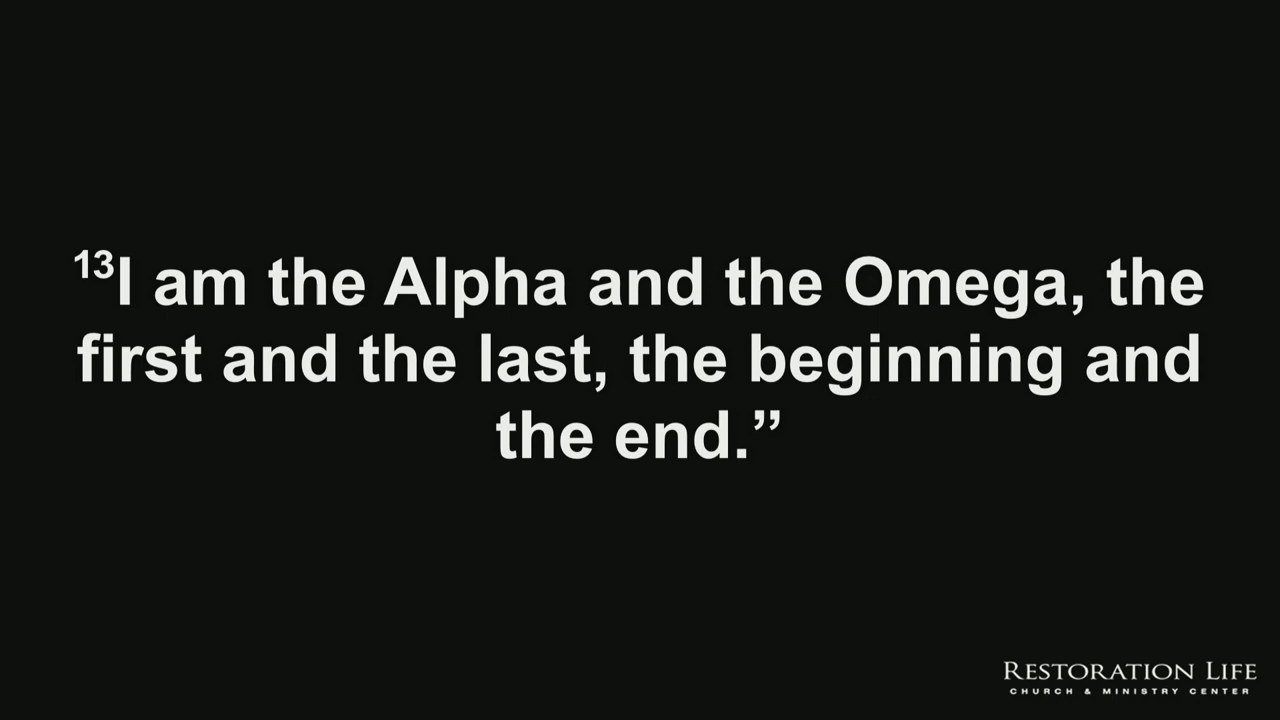 ¹³I am the Alpha and the Omega, the
first and the last, the beginning and
the end.”
RESTORATION LIFE
CHURCH & MINISTRY CENTER